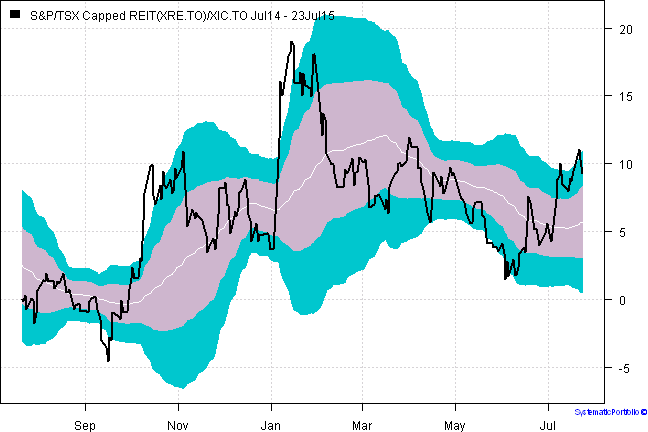 S&P/TSX Capped REIT(XRE.TO)/XIC.TO Jul14 - 23Jul15
20
15
10
5
0
-5
Sep Nov Jan Mar May Jul
SystematicPortfolio ©